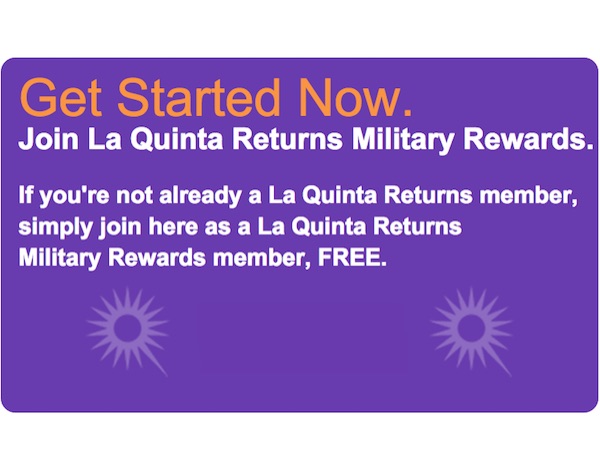 Get Started Now.
Join La Quinta Returns Military Rewards.
If you're not already a La Quinta Returns member,
simply join here as a La Quinta Returns
Military Rewards member, FREE.